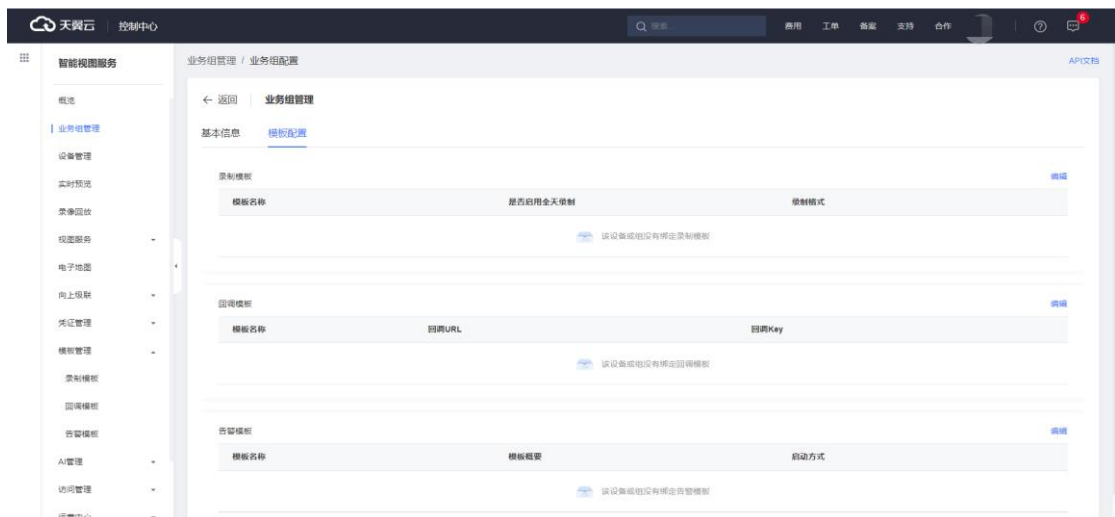 天翼云 控制中心 搜索... 费用 工单 备案 支持 合作 6
智能视图服务
业务组管理 / 业务组配置 API文档
概览
业务组管理
设备管理
实时预览
录像回放
视图服务
电子地图
向上级联
凭证管理
模板管理
录制模板
回调模板
告警模板
AI管理
访问管理
运营中心
← 返回 业务组管理
基本信息 模板配置
录制模板 编辑
模板名称 是否启用全天录制 录制格式
该设备或组没有绑定录制模板
回调模板 编辑
模板名称 回调URL 回调Key
该设备或组没有绑定回调模板
告警模板 编辑
模板名称 模板概要 启动方式
该设备或组没有绑定告警模板